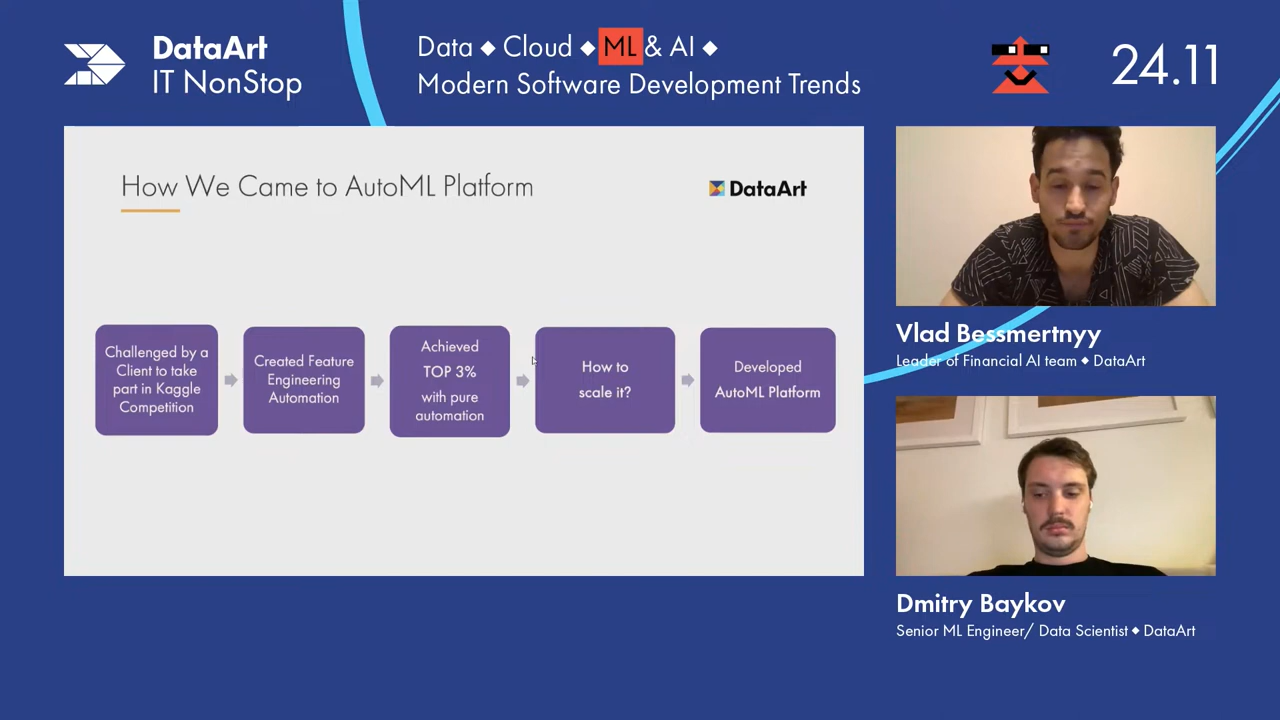 DataArt
IT NonStop
Data ◆ Cloud ◆ ML & AI ◆
Modern Software Development Trends
24.11
How We Came to AutoML Platform
DataArt
Challenged by a
Client to take
part in Kaggle
Competition
Created Feature
Engineering
Automation
Achieved
TOP 3%
with pure
automation
How to
scale it?
Developed
AutoML Platform
Vlad Bessmertnyy
Leader of Financial AI team ◆ DataArt
Dmitry Baykov
Senior ML Engineer/ Data Scientist ◆ DataArt